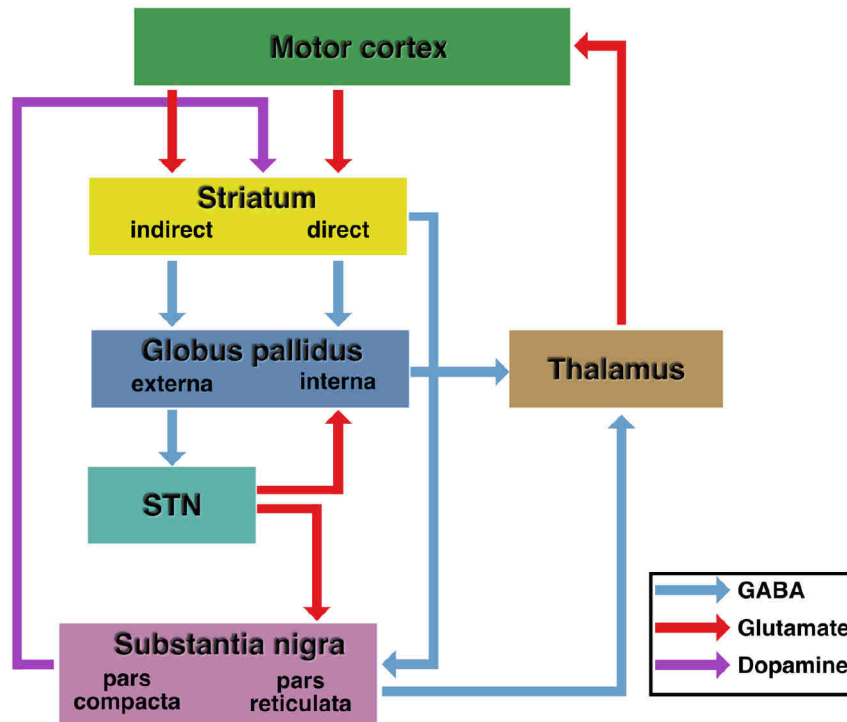 Motor cortex
Striatum
indirect direct
Globus pallidus
externa interna
Thalamus
STN
Substantia nigra
pars pars
compacta reticulata
GABA
Glutamate
Dopamine